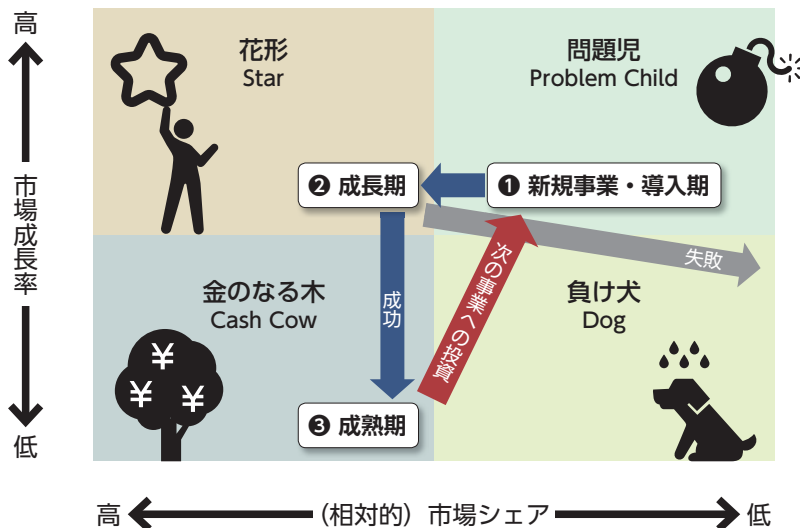 高
市場成長率
低
花形
Star
問題児
Problem Child
❷ 成長期
❶ 新規事業・導入期
失敗
成功
次の事業への投資
金のなる木
Cash Cow
¥
¥
¥
負け犬
Dog
❸ 成熟期
高
(相対的) 市場シェア
低